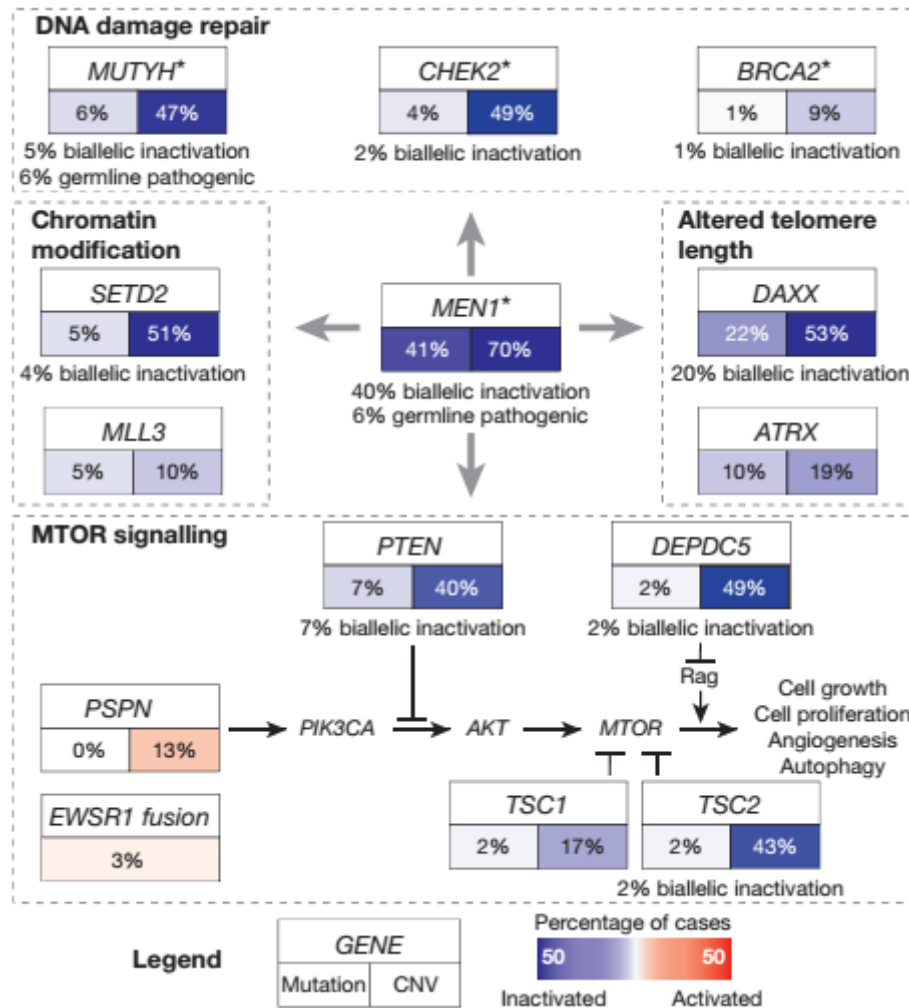 DNA damage repair
MUTYH*
6% 47%
5% biallelic inactivation
6% germline pathogenic
CHEK2*
4% 49%
2% biallelic inactivation
BRCA2*
1% 9%
1% biallelic inactivation
Chromatin
modification
SETD2
5% 51%
4% biallelic inactivation
MLL3
5% 10%
MEN1*
41% 70%
40% biallelic inactivation
6% germline pathogenic
Altered telomere
length
DAXX
22% 53%
20% biallelic inactivation
ATRX
10% 19%
MTOR signalling
PTEN
7% 40%
7% biallelic inactivation
DEPDC5
2% 49%
2% biallelic inactivation
Rag
PSPN
0% 13%
PIK3CA
AKT
MTOR
Cell growth
Cell proliferation
Angiogenesis
Autophagy
EWSR1 fusion
3%
TSC1
2% 17%
TSC2
2% 43%
2% biallelic inactivation
Legend
GENE
Mutation CNV
Percentage of cases
50 50
Inactivated Activated